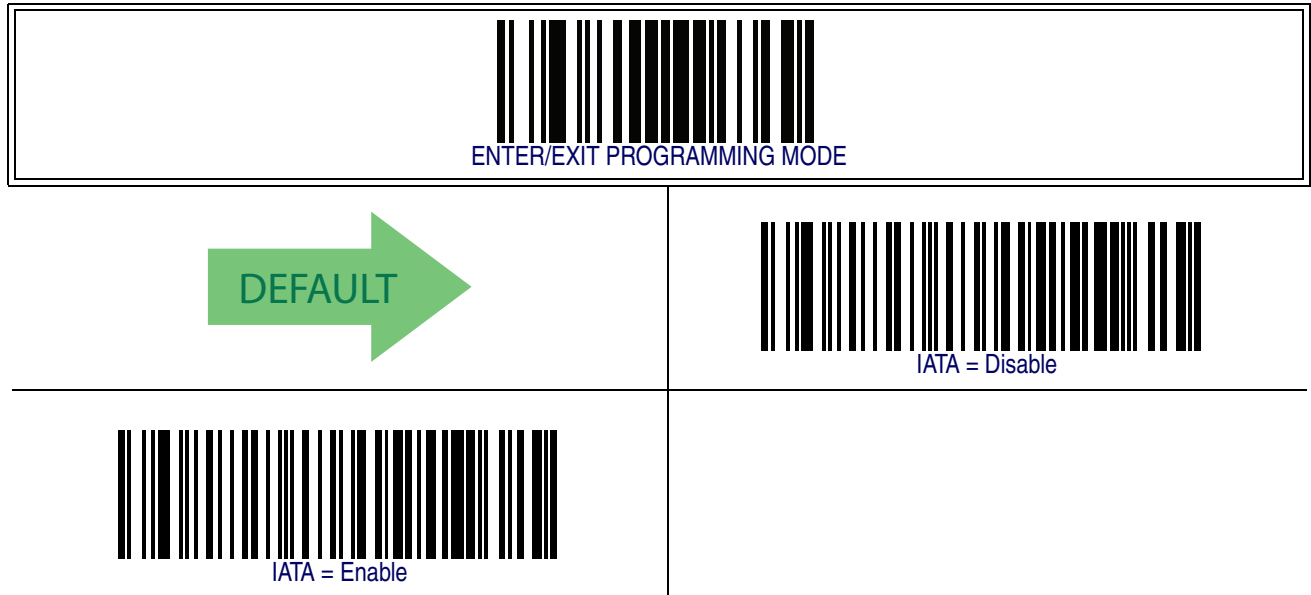 ENTER/EXIT PROGRAMMING MODE
DEFAULT
IATA = Disable
IATA = Enable